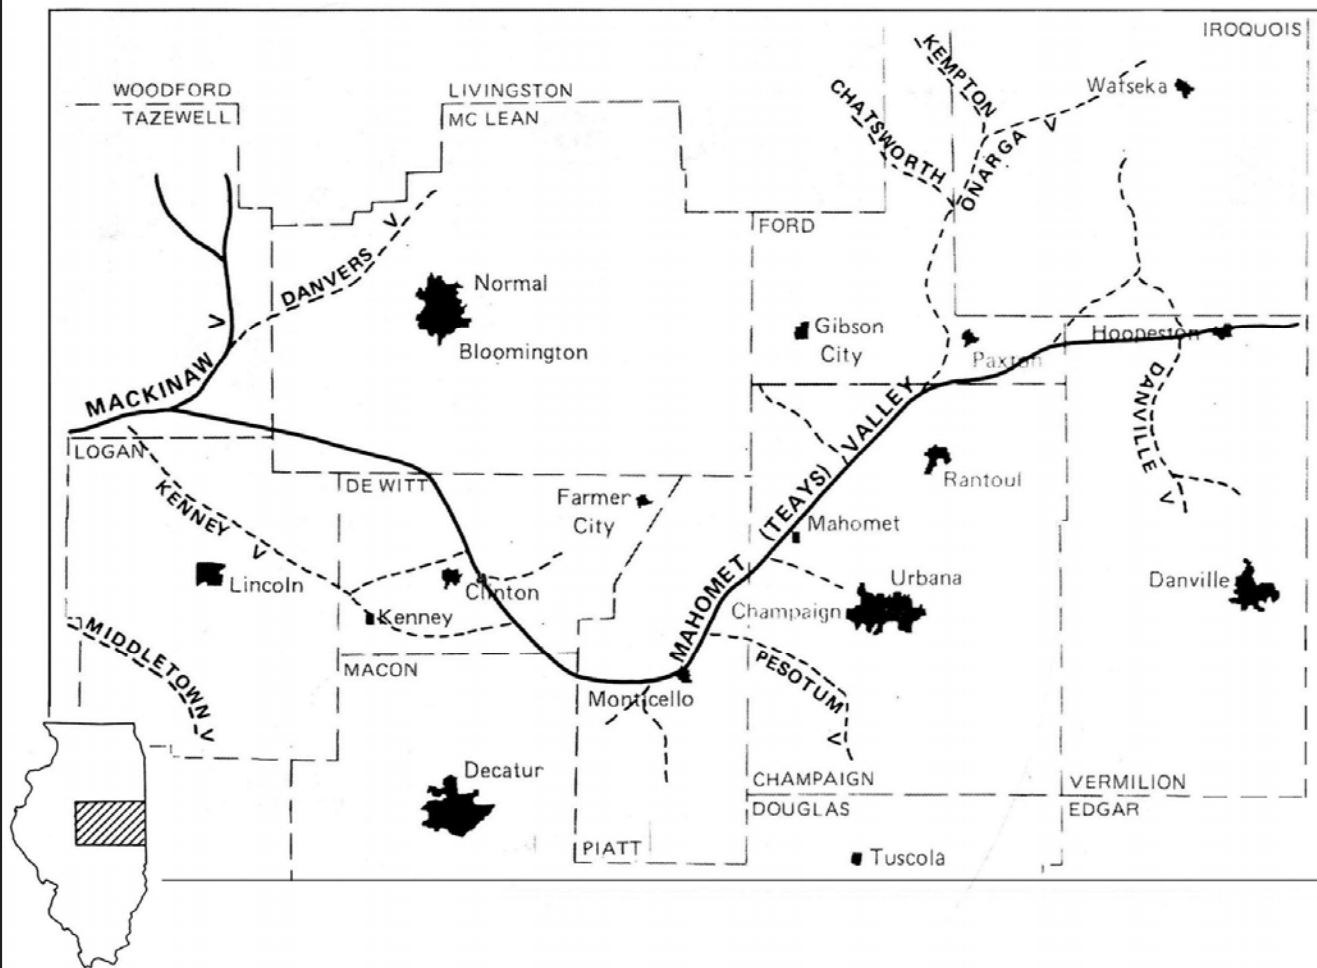 IROQUOIS
WOODFORD
TAZEWELL
LIVINGSTON
MC LEAN
KEMPTON
CHATSWORTH
ONARGA V
Watseka
FORD
DANVERS V
Normal
Bloomington
Gibson
City
Paxton
Hoopeston
MACKINAW V
LOGAN
DANVILLE V
KENNEY V
DE WITT
Farmer
City
MAHOMET (TEAYS) VALLEY
Rantoul
Mahomet
Lincoln
Clinton
Kenney
Urbana
Champaign
Danville
MIDDLETOWN V
MACON
Monticello
PESOTUM V
Decatur
CHAMPAIGN
DOUGLAS
VERMILION
EDGAR
PIATT
Tuscola